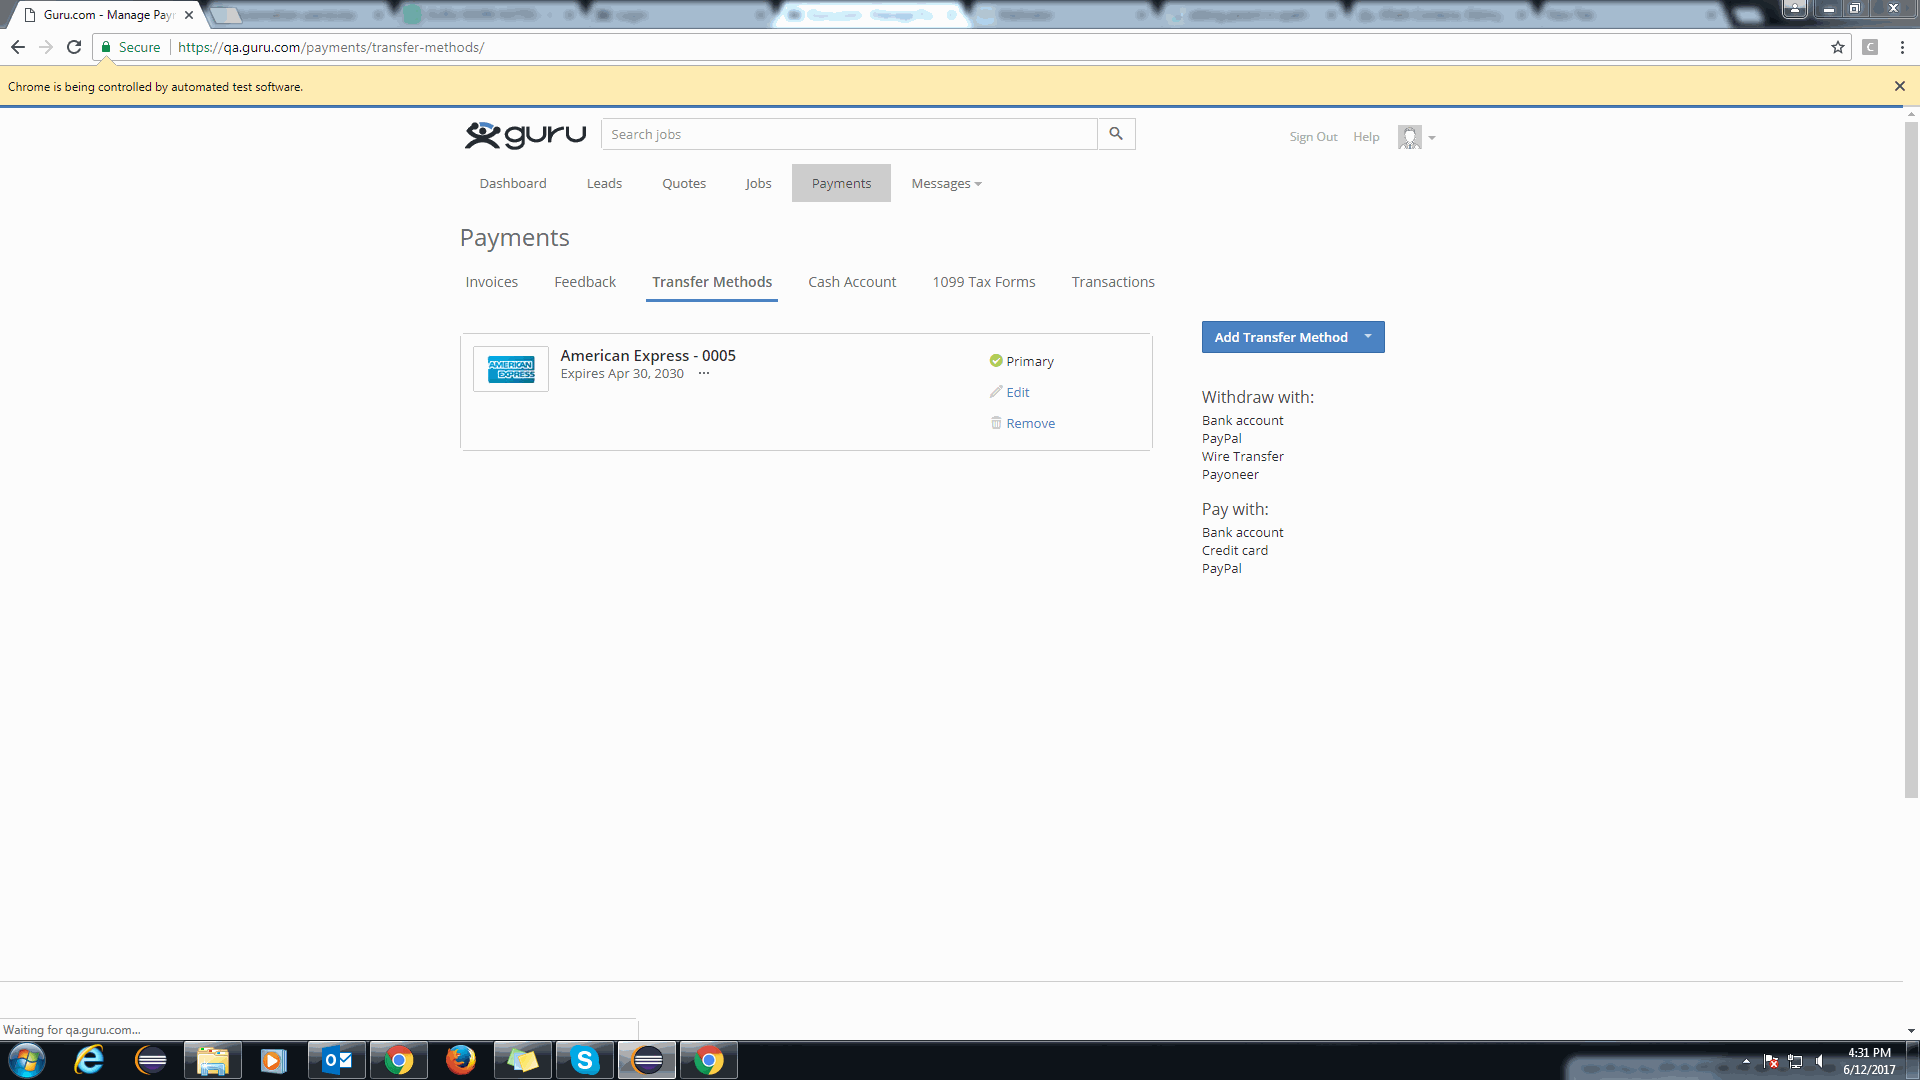 Guru.com - Manage Payr
Secure https://qa.guru.com/payments/transfer-methods/
C
Chrome is being controlled by automated test software.
guru
Search jobs
Sign Out Help
Dashboard Leads Quotes Jobs Payments Messages
Payments
Invoices Feedback Transfer Methods Cash Account 1099 Tax Forms Transactions
AMERICAN EXPRESS
American Express - 0005
Expires Apr 30, 2030 ...
Primary
Edit
Remove
Add Transfer Method
Withdraw with:
Bank account
PayPal
Wire Transfer
Payoneer
Pay with:
Bank account
Credit card
PayPal
Waiting for qa.guru.com...
4:31 PM
6/12/2017